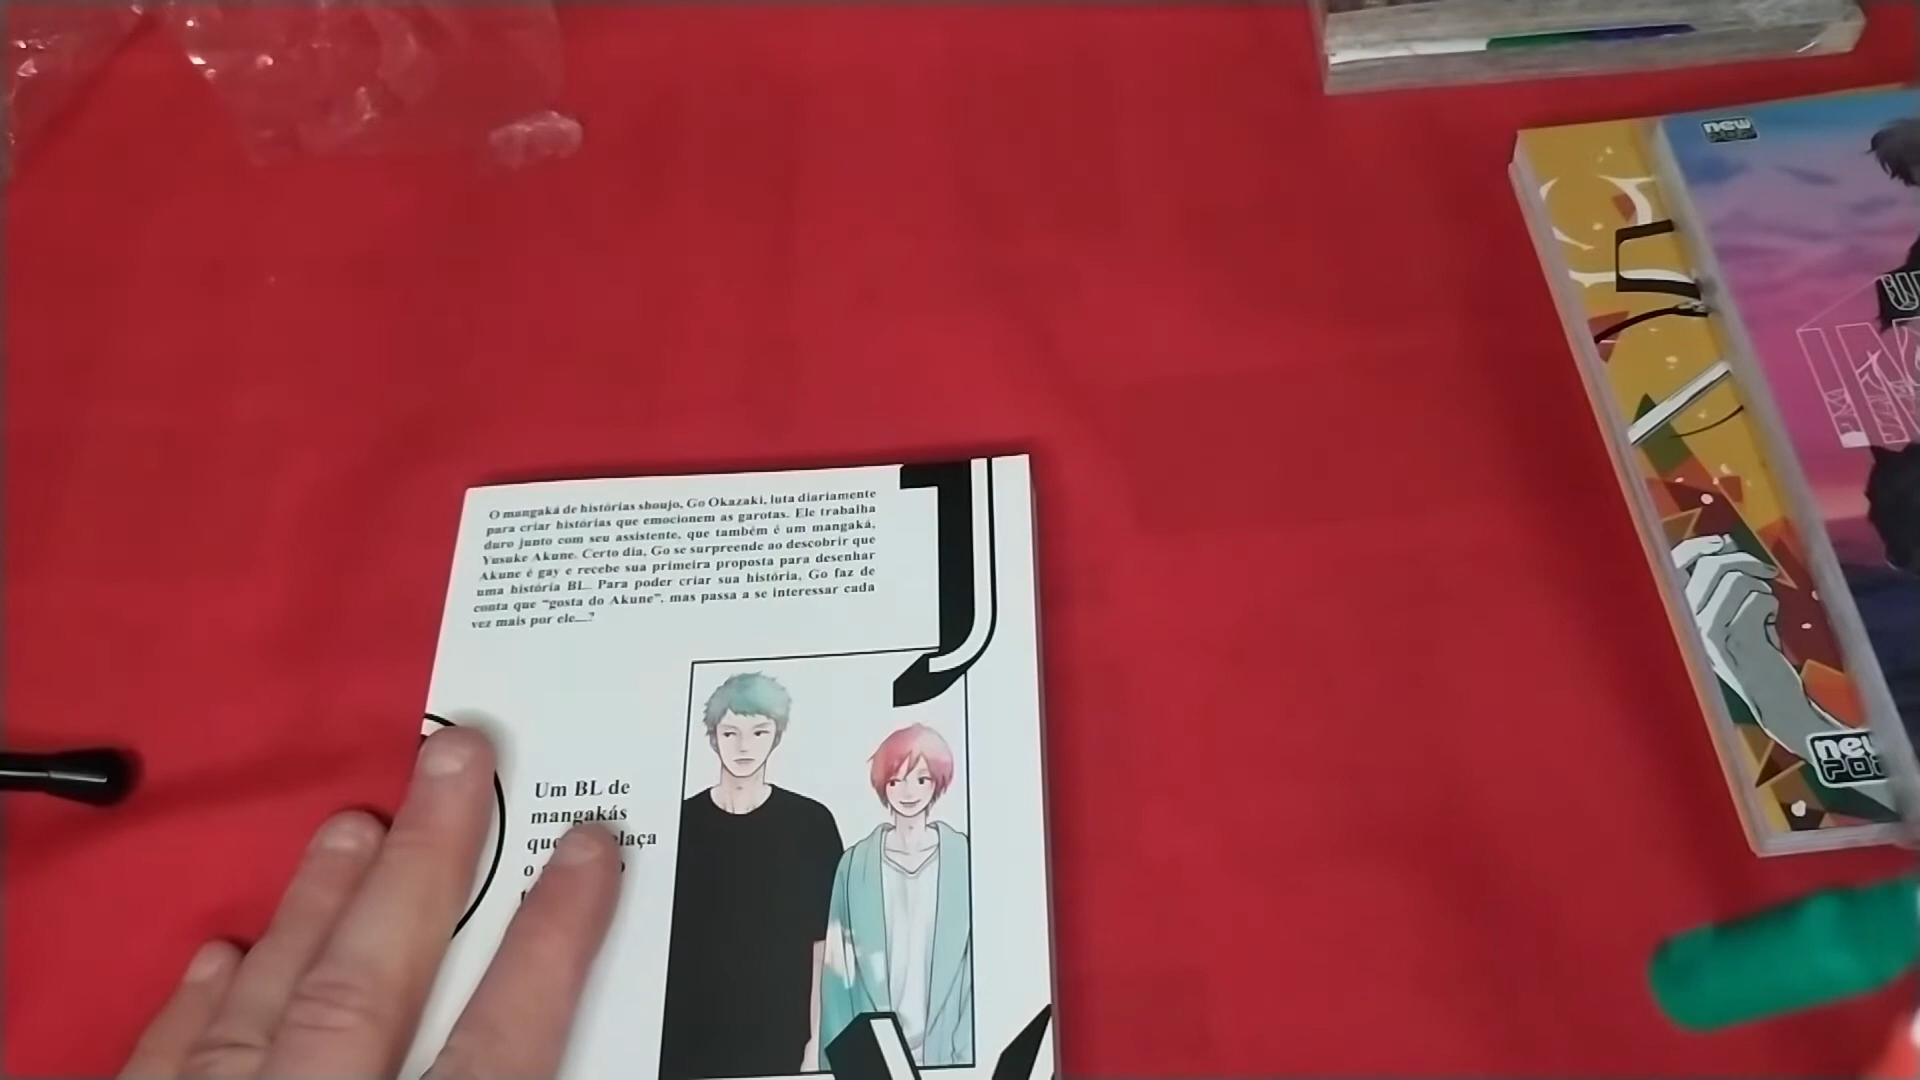 O mangaká de histórias shoujo, Go Okazaki, luta diariamente
para criar histórias que emocionem as garotas. Ele trabalha
duro junto com seu assistente, que também é um mangaká,
Yusuke Akune. Certo dia, Go se surpreende ao descobrir que
Akune é gay e recebe sua primeira proposta para desenhar
uma história BL. Para poder criar sua história, Go faz de
conta que "gosta do Akune", mas passa a se interessar cada
vez mais por ele...?
Um BL de
mangakás
o
new
new